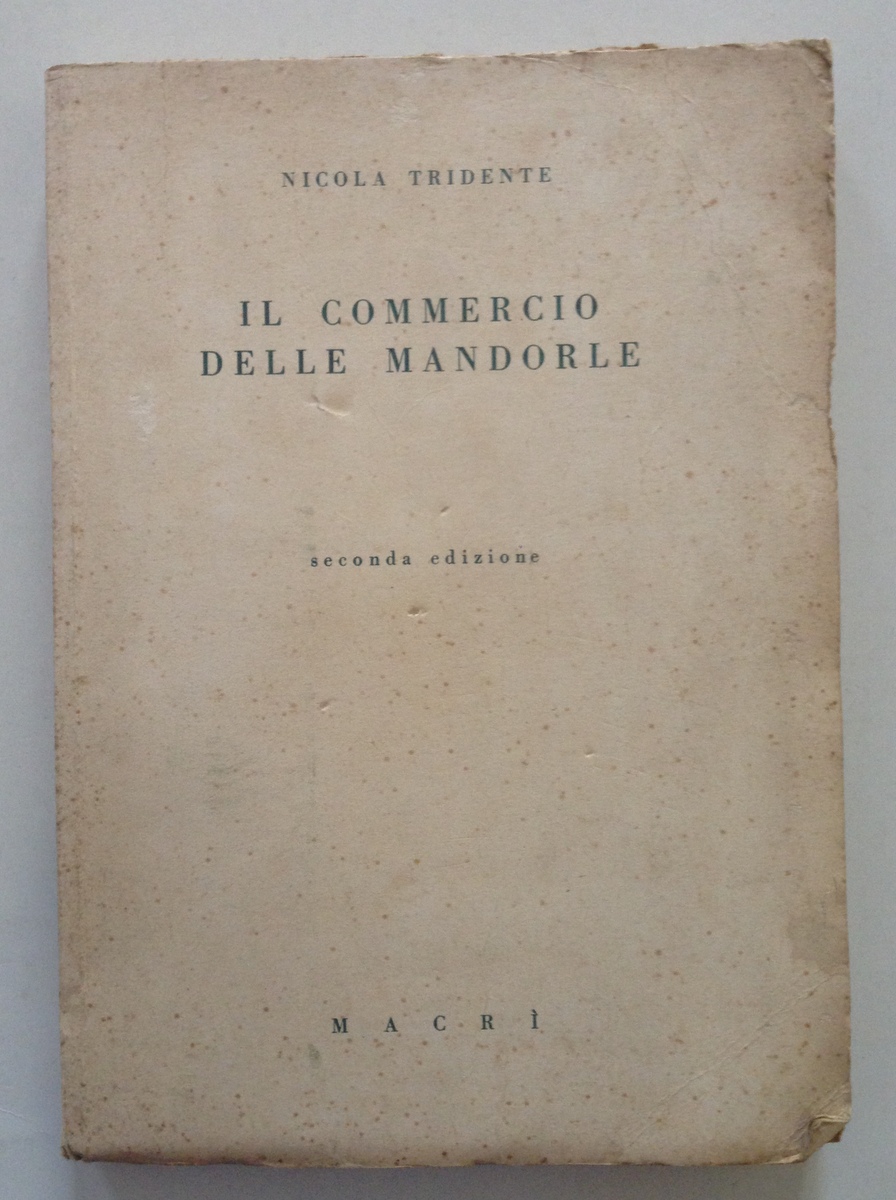 NICOLA TRIDENTE
IL COMMERCIO
DELLE MANDORLE
seconda edizione
MACRÌ